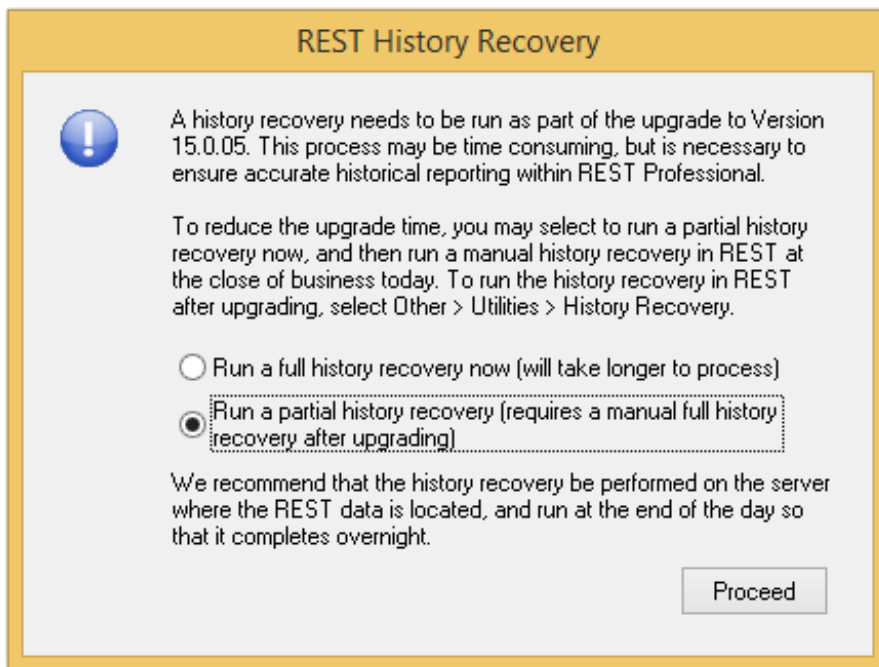 REST History Recovery
A history recovery needs to be run as part of the upgrade to Version
15.0.05. This process may be time consuming, but is necessary to
ensure accurate historical reporting within REST Professional.
To reduce the upgrade time, you may select to run a partial history
recovery now, and then run a manual history recovery in REST at
the close of business today. To run the history recovery in REST
after upgrading, select Other > Utilities > History Recovery.
Run a full history recovery now (will take longer to process)
Run a partial history recovery (requires a manual full history
recovery after upgrading)
We recommend that the history recovery be performed on the server
where the REST data is located, and run at the end of the day so
that it completes overnight.
Proceed